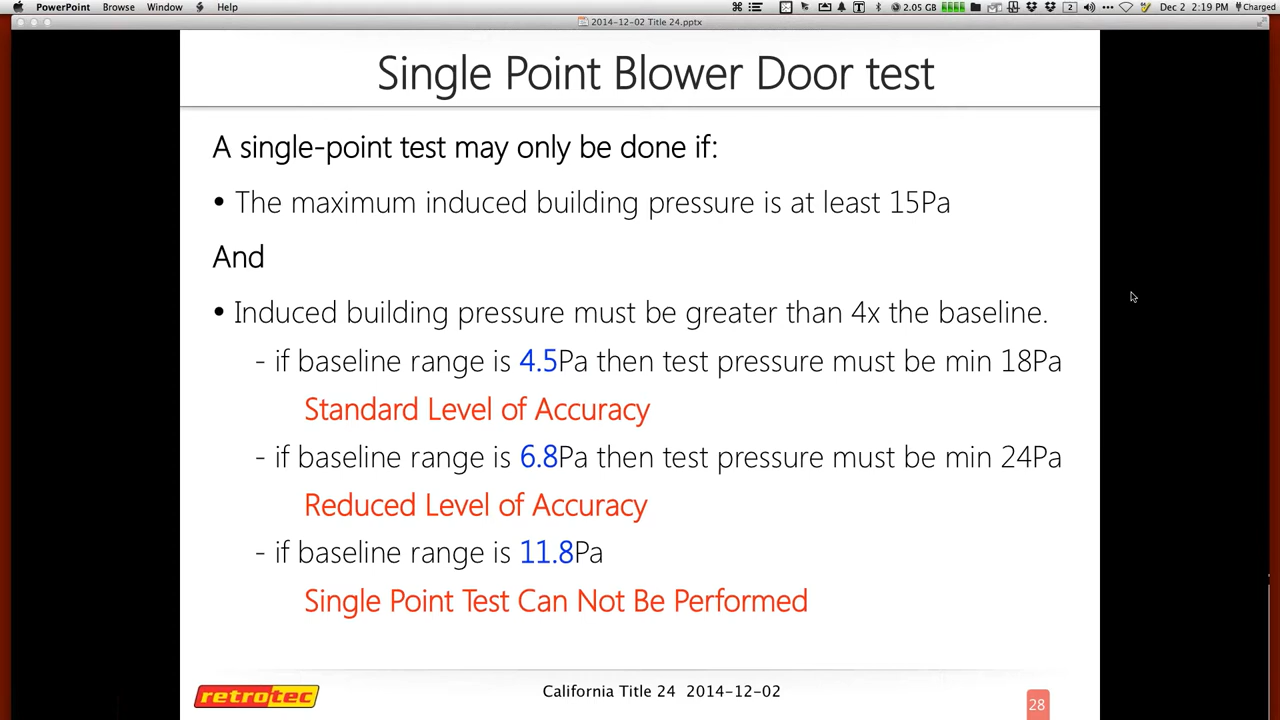 PowerPoint Browse Window Help 2.05 GB 2 Dec 2 2:19 PM Charged
2014-12-02 Title 24.pptx
Single Point Blower Door test
A single-point test may only be done if:
• The maximum induced building pressure is at least 15Pa
And
• Induced building pressure must be greater than 4x the baseline.
- if baseline range is 4.5Pa then test pressure must be min 18Pa
Standard Level of Accuracy
- if baseline range is 6.8Pa then test pressure must be min 24Pa
Reduced Level of Accuracy
- if baseline range is 11.8Pa
Single Point Test Can Not Be Performed
retrotec
California Title 24 2014-12-02
28